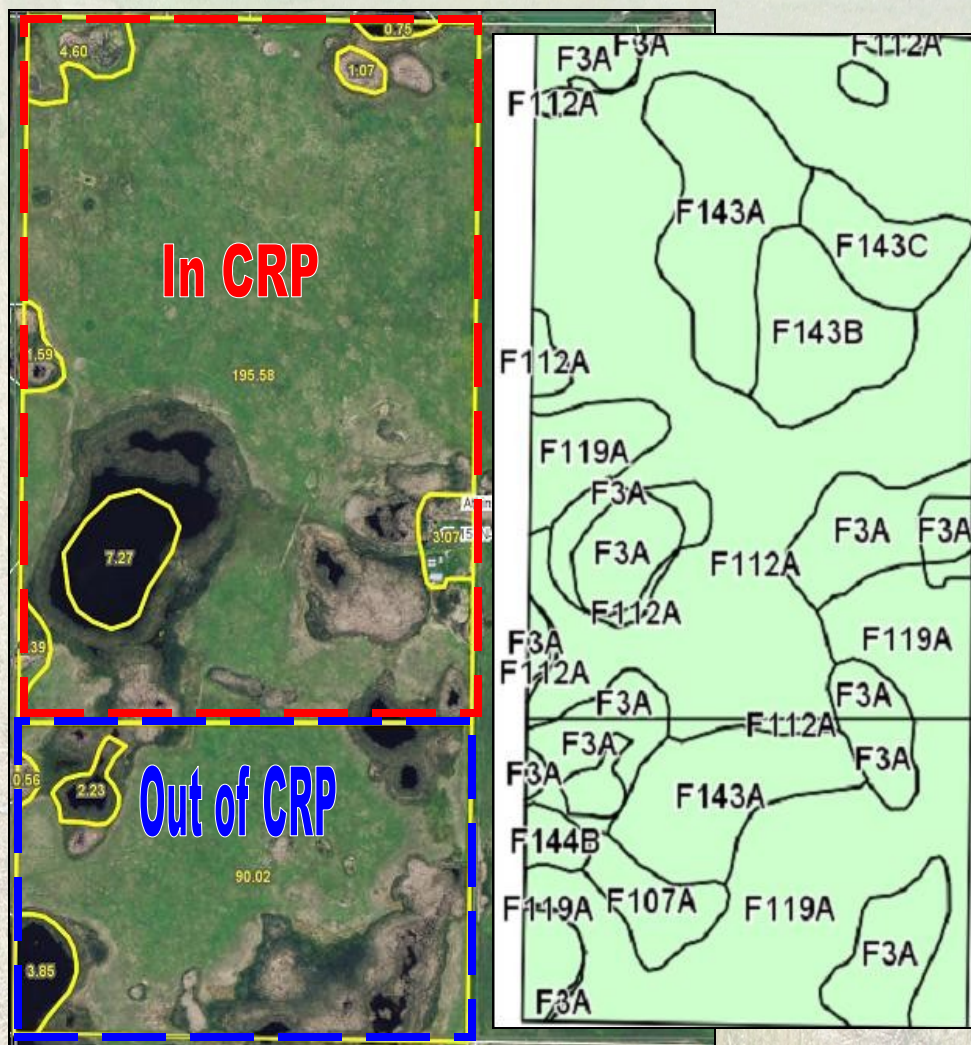 0.75
4.60
1.07
In CRP
1.59
195.58
7.27
3.07
.39
Out of CRP
0.56
2.23
90.02
3.85
F3A
F3A
F112A
F112A
F143A
F143C
F143B
F112A
F119A
F3A
F3A
F3A
F3A
F112A
F112A
F3A
F119A
F112A
F3A
F3A
F112A
F3A
F3A
F3A
F143A
F144B
F119A
F107A
F119A
F3A
F3A